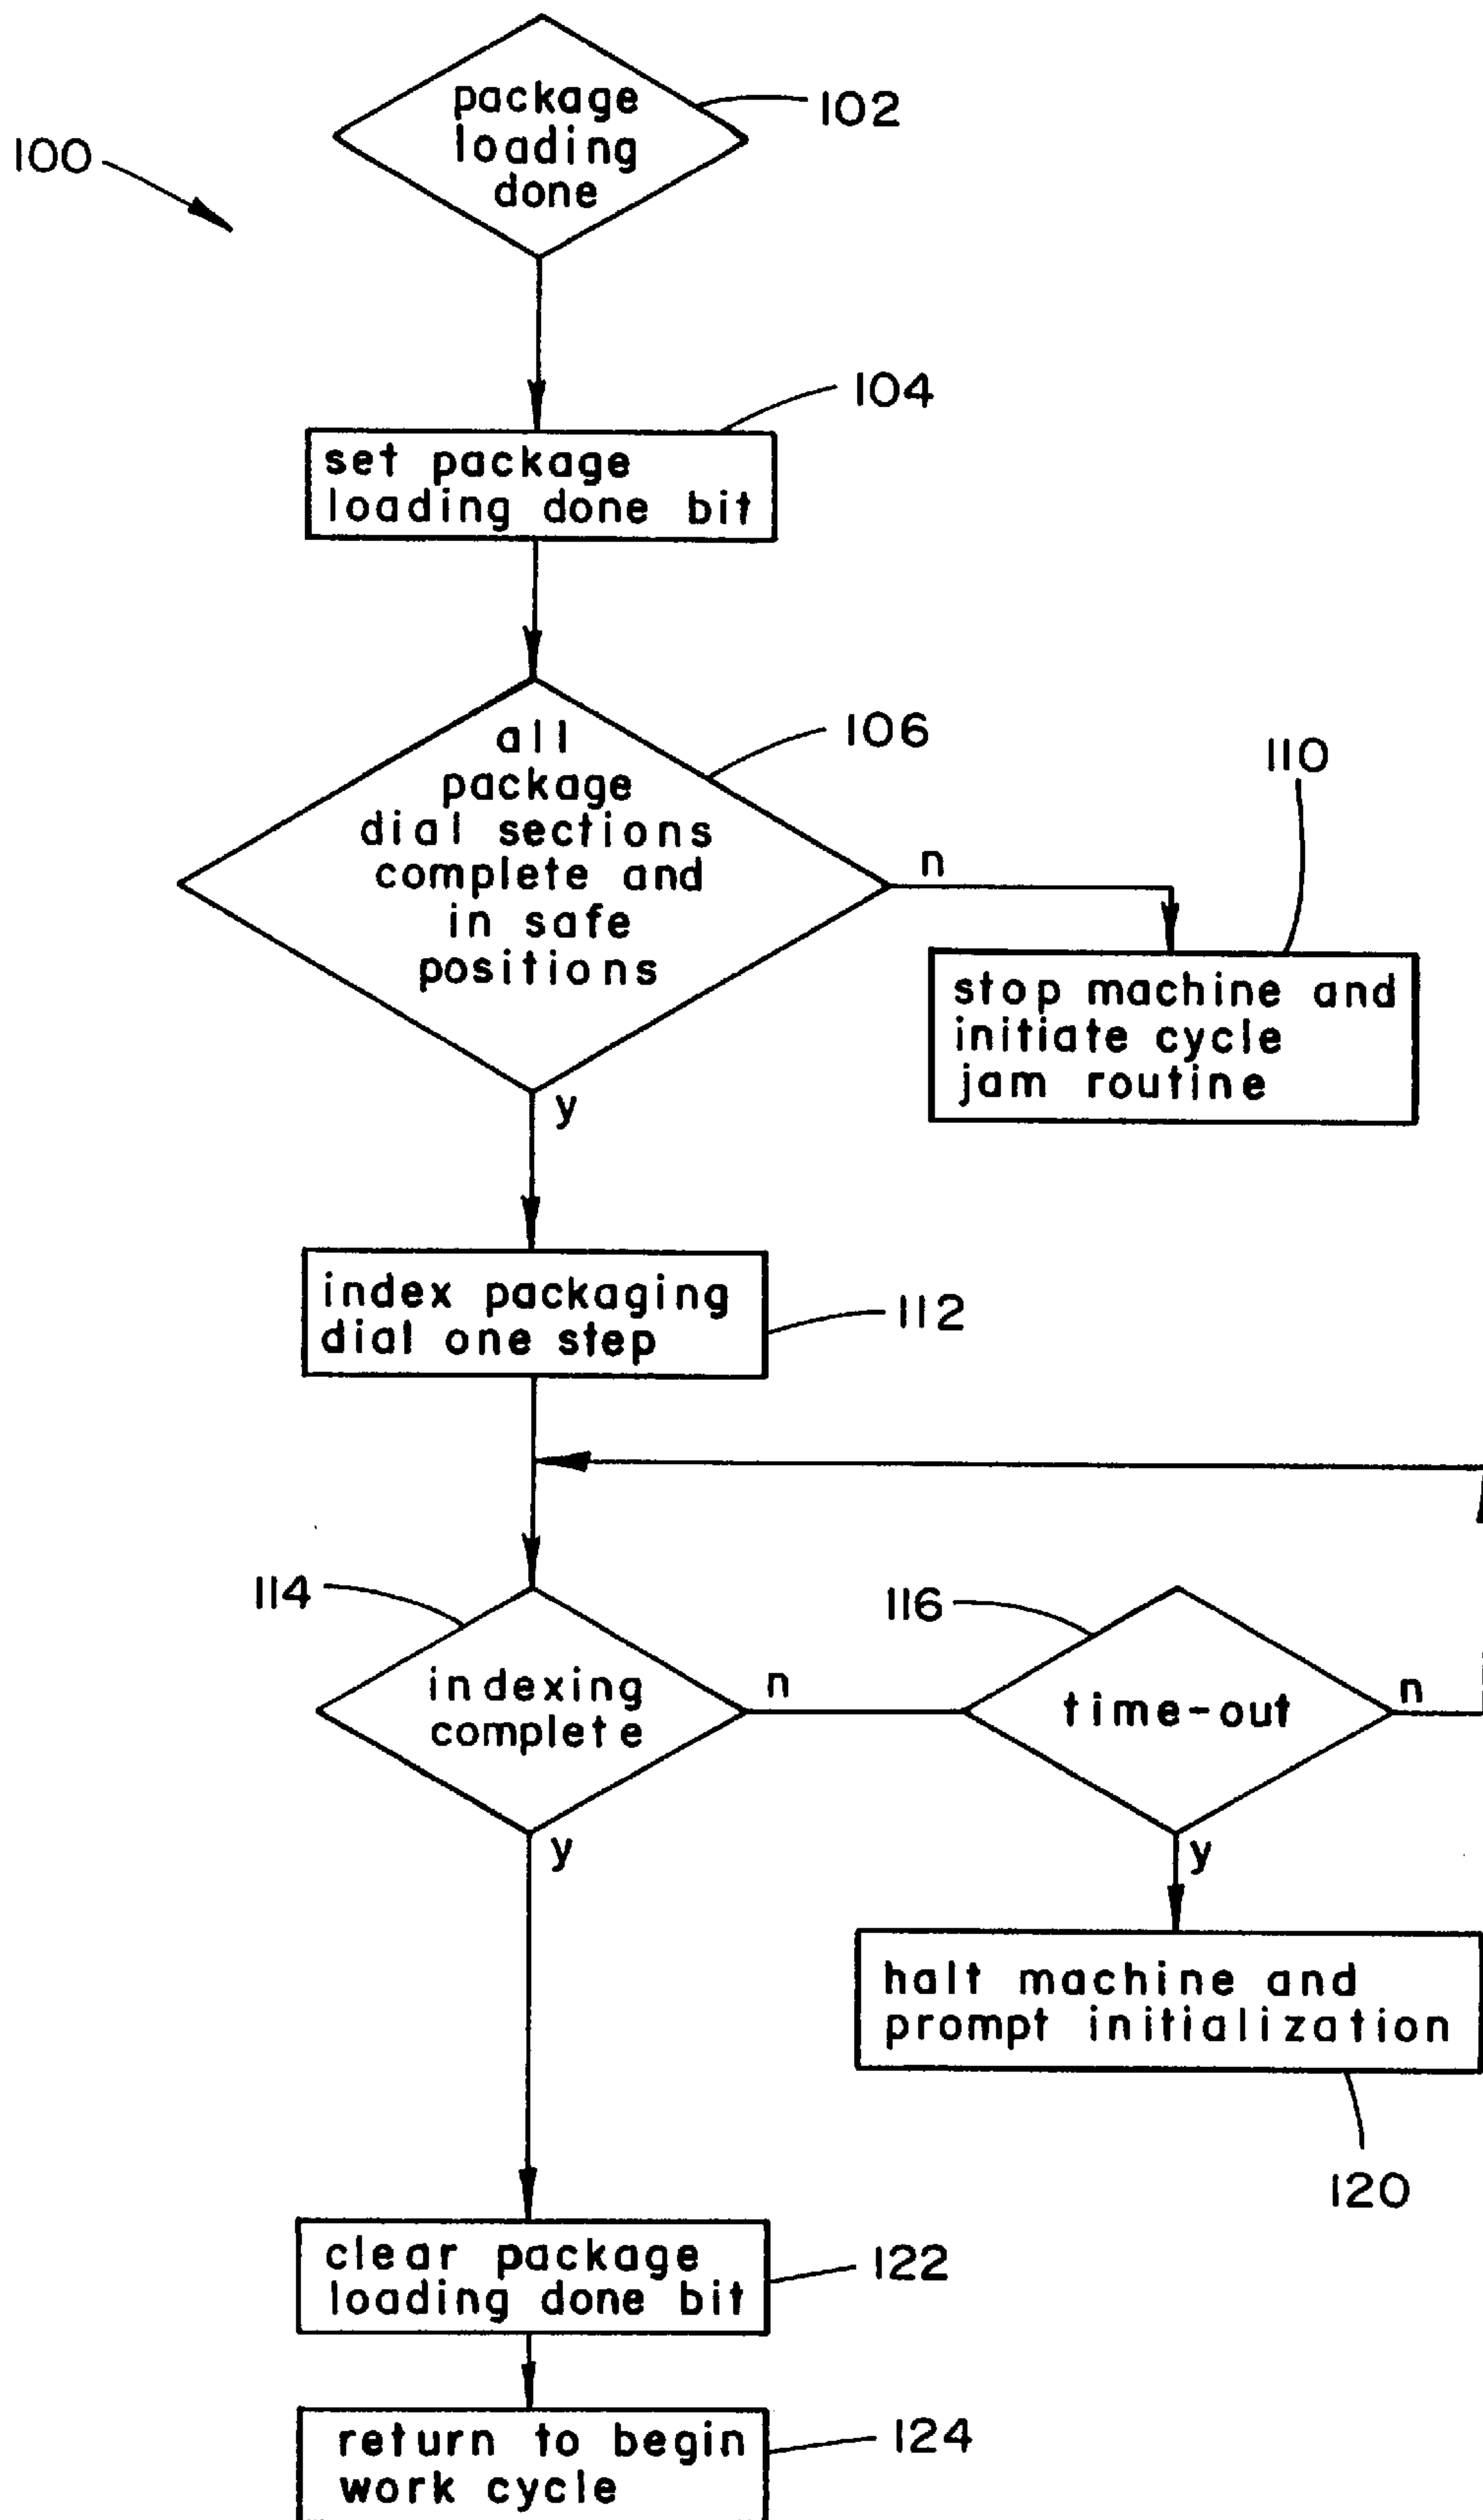 package
loading
done
102
100
104
set package
loading done bit
all
package
dial sections
complete and
in safe
positions
106
n
110
stop machine and
initiate cycle
jam routine
y
index packaging
dial one step
112
114
indexing
complete
n
116
time-out
n
y
y
halt machine and
prompt initialization
120
clear package
loading done bit
122
return to begin
work cycle
124